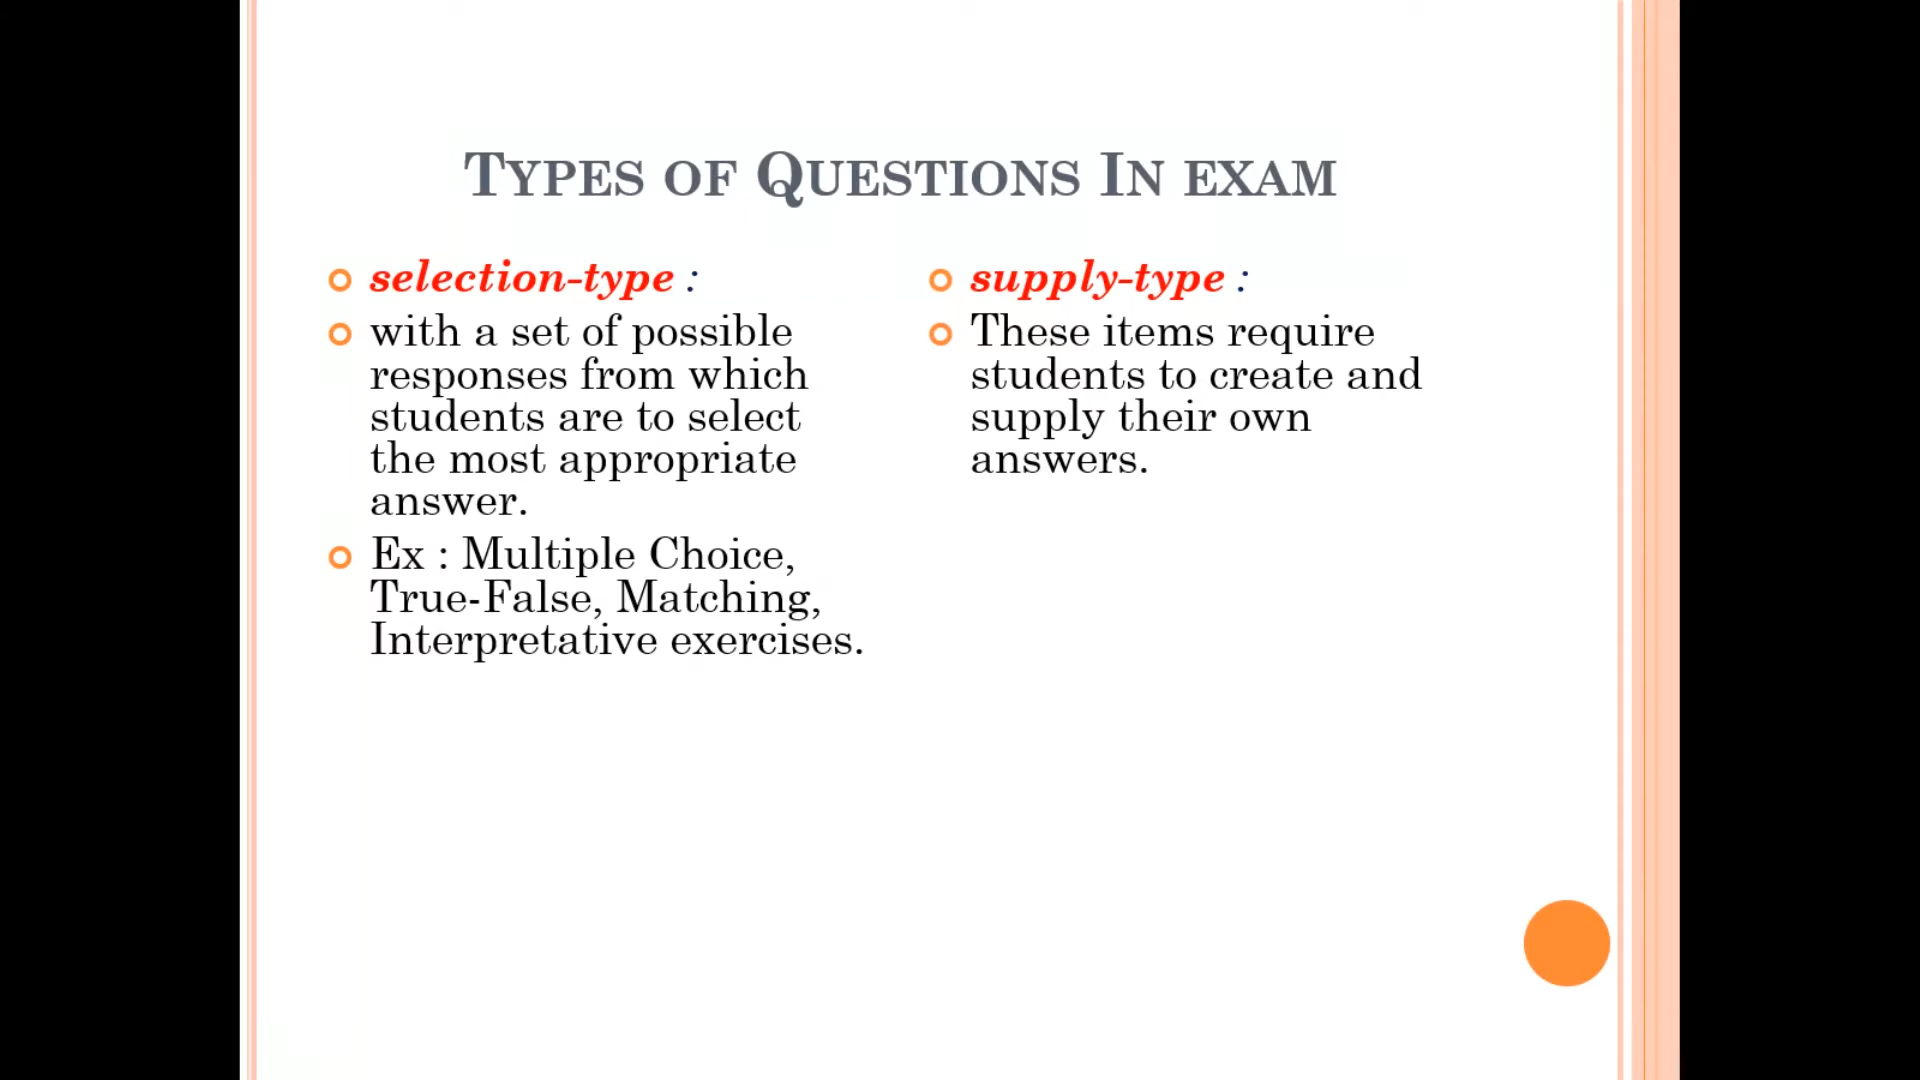 Types of Questions In exam
selection-type :
with a set of possible
responses from which
students are to select
the most appropriate
answer.
Ex : Multiple Choice,
True-False, Matching,
Interpretative exercises.
supply-type :
These items require
students to create and
supply their own
answers.